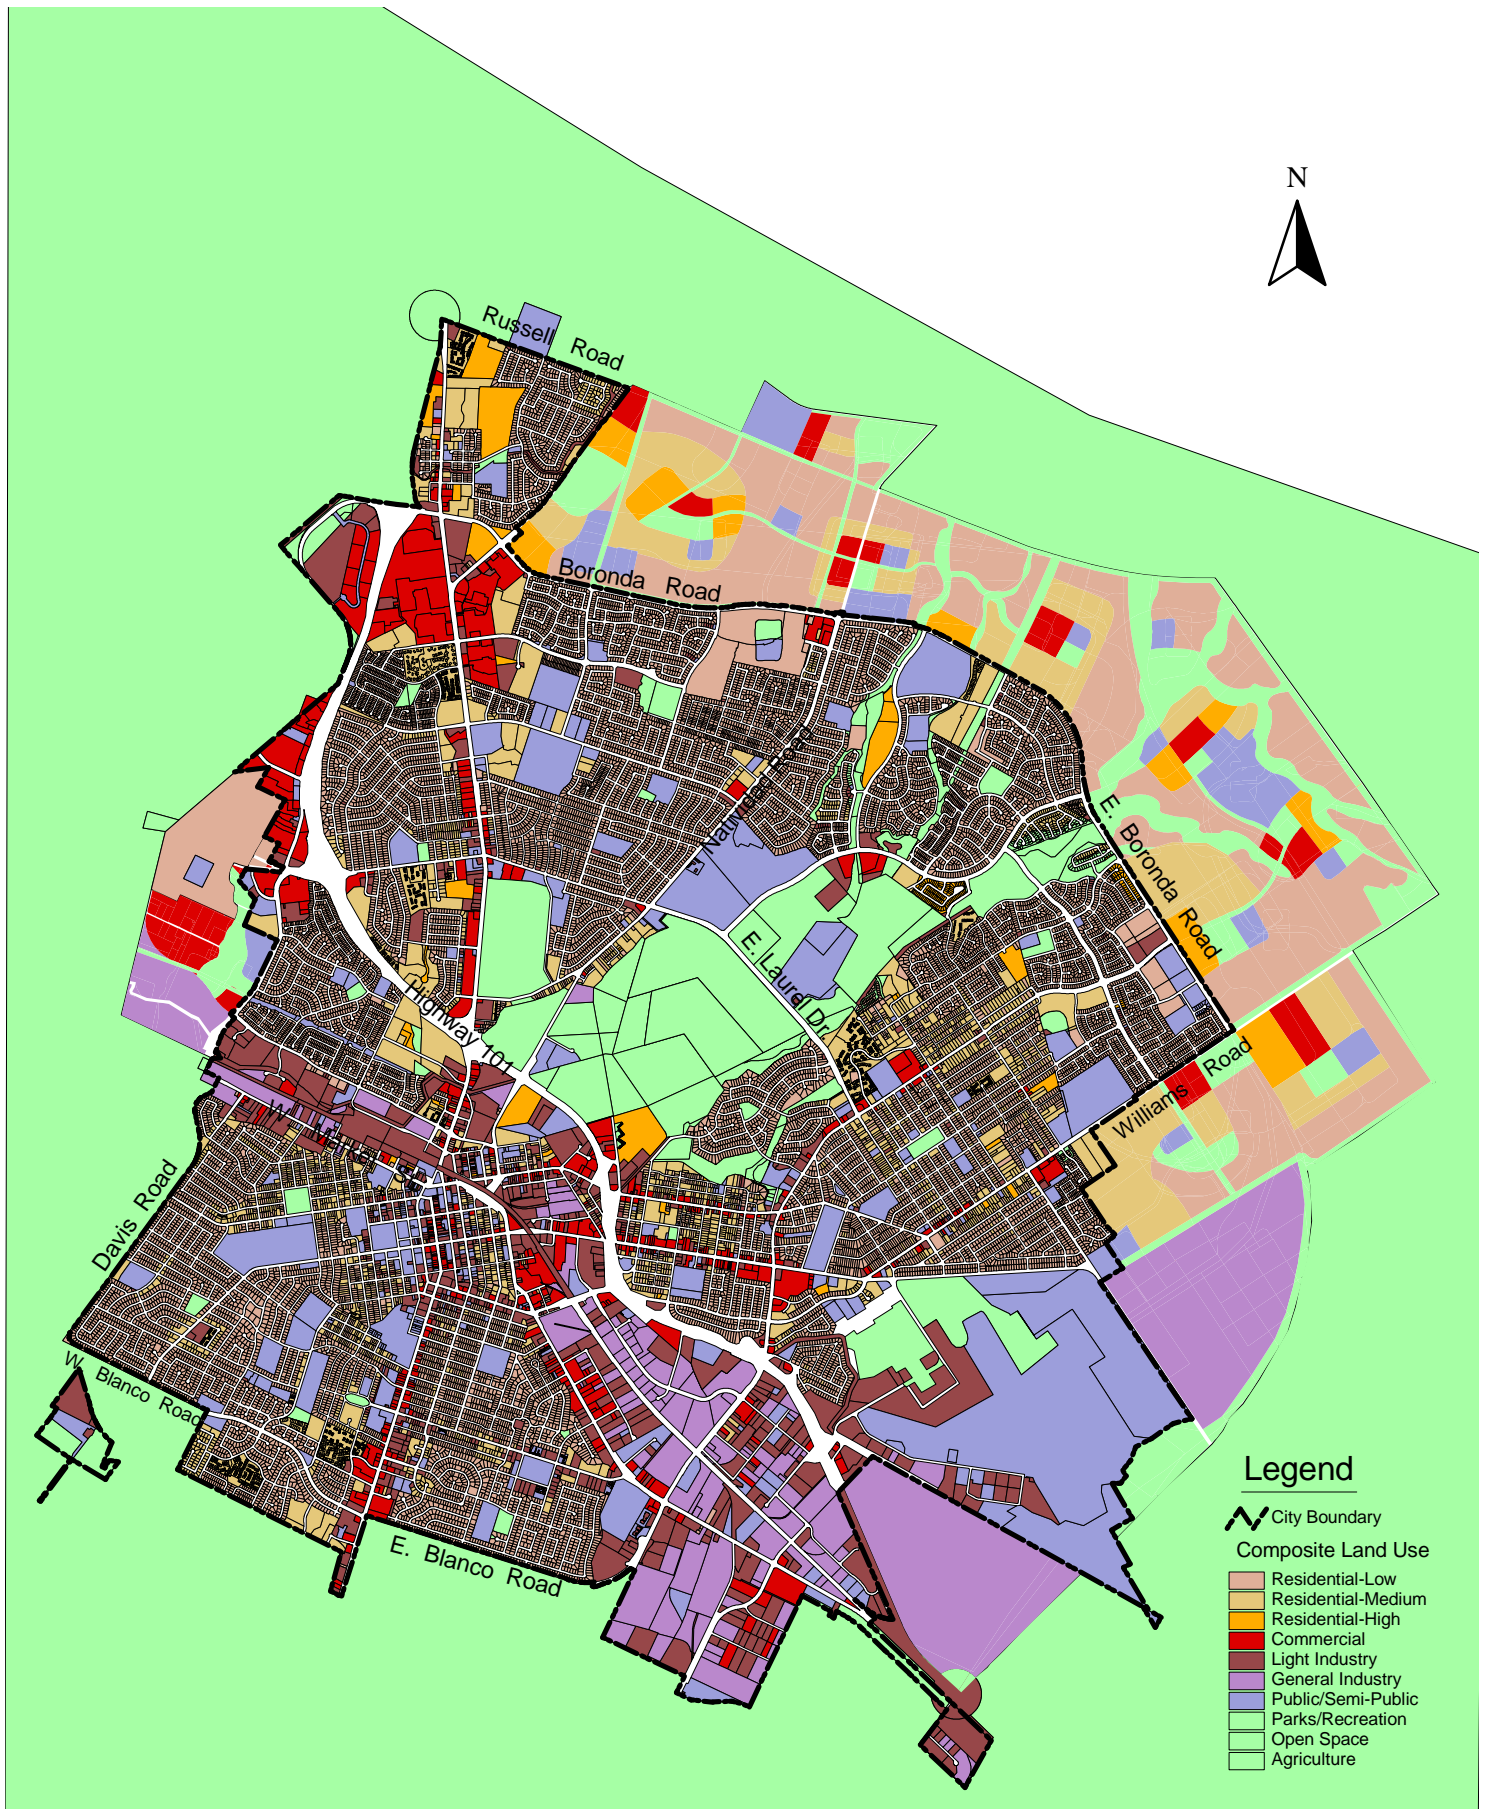 N
Russell Road
Boronda Road
E. Boronda Road
Natividad Road
E. Laurel Dr.
Highway 101
Williams Road
W. Market St.
Davis Road
W. Blanco Road
E. Blanco Road
Legend
City Boundary
Composite Land Use
Residential-Low
Residential-Medium
Residential-High
Commercial
Light Industry
General Industry
Public/Semi-Public
Parks/Recreation
Open Space
Agriculture